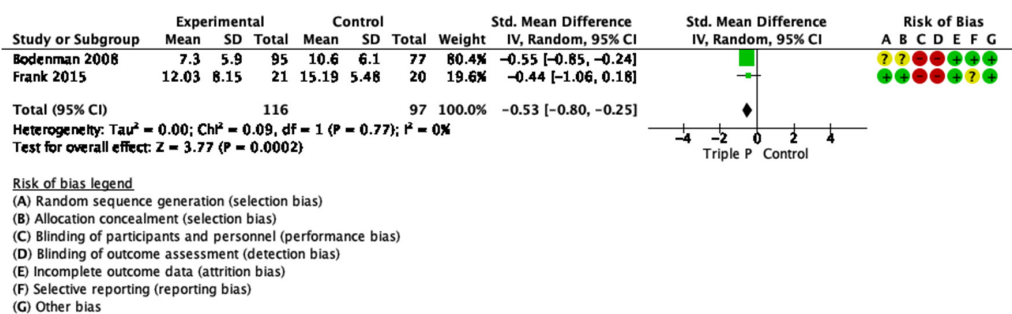 Experimental Control Std. Mean Difference Std. Mean Difference Risk of Bias
Study or Subgroup Mean SD Total Mean SD Total Weight IV, Random, 95% CI IV, Random, 95% CI A B C D E F G
Bodenman 2008 7.3 5.9 95 10.6 6.1 77 80.4% −0.55 [−0.85, −0.24] ? ? − − + + +
Frank 2015 12.03 8.15 21 15.19 5.48 20 19.6% −0.44 [−1.06, 0.18] + + − − + ? +
Total (95% CI) 116 97 100.0% −0.53 [−0.80, −0.25]
Heterogeneity: Tau² = 0.00; Chi² = 0.09, df = 1 (P = 0.77); I² = 0%
Test for overall effect: Z = 3.77 (P = 0.0002)
−4 −2 0 2 4
Triple P Control
Risk of bias legend
(A) Random sequence generation (selection bias)
(B) Allocation concealment (selection bias)
(C) Blinding of participants and personnel (performance bias)
(D) Blinding of outcome assessment (detection bias)
(E) Incomplete outcome data (attrition bias)
(F) Selective reporting (reporting bias)
(G) Other bias